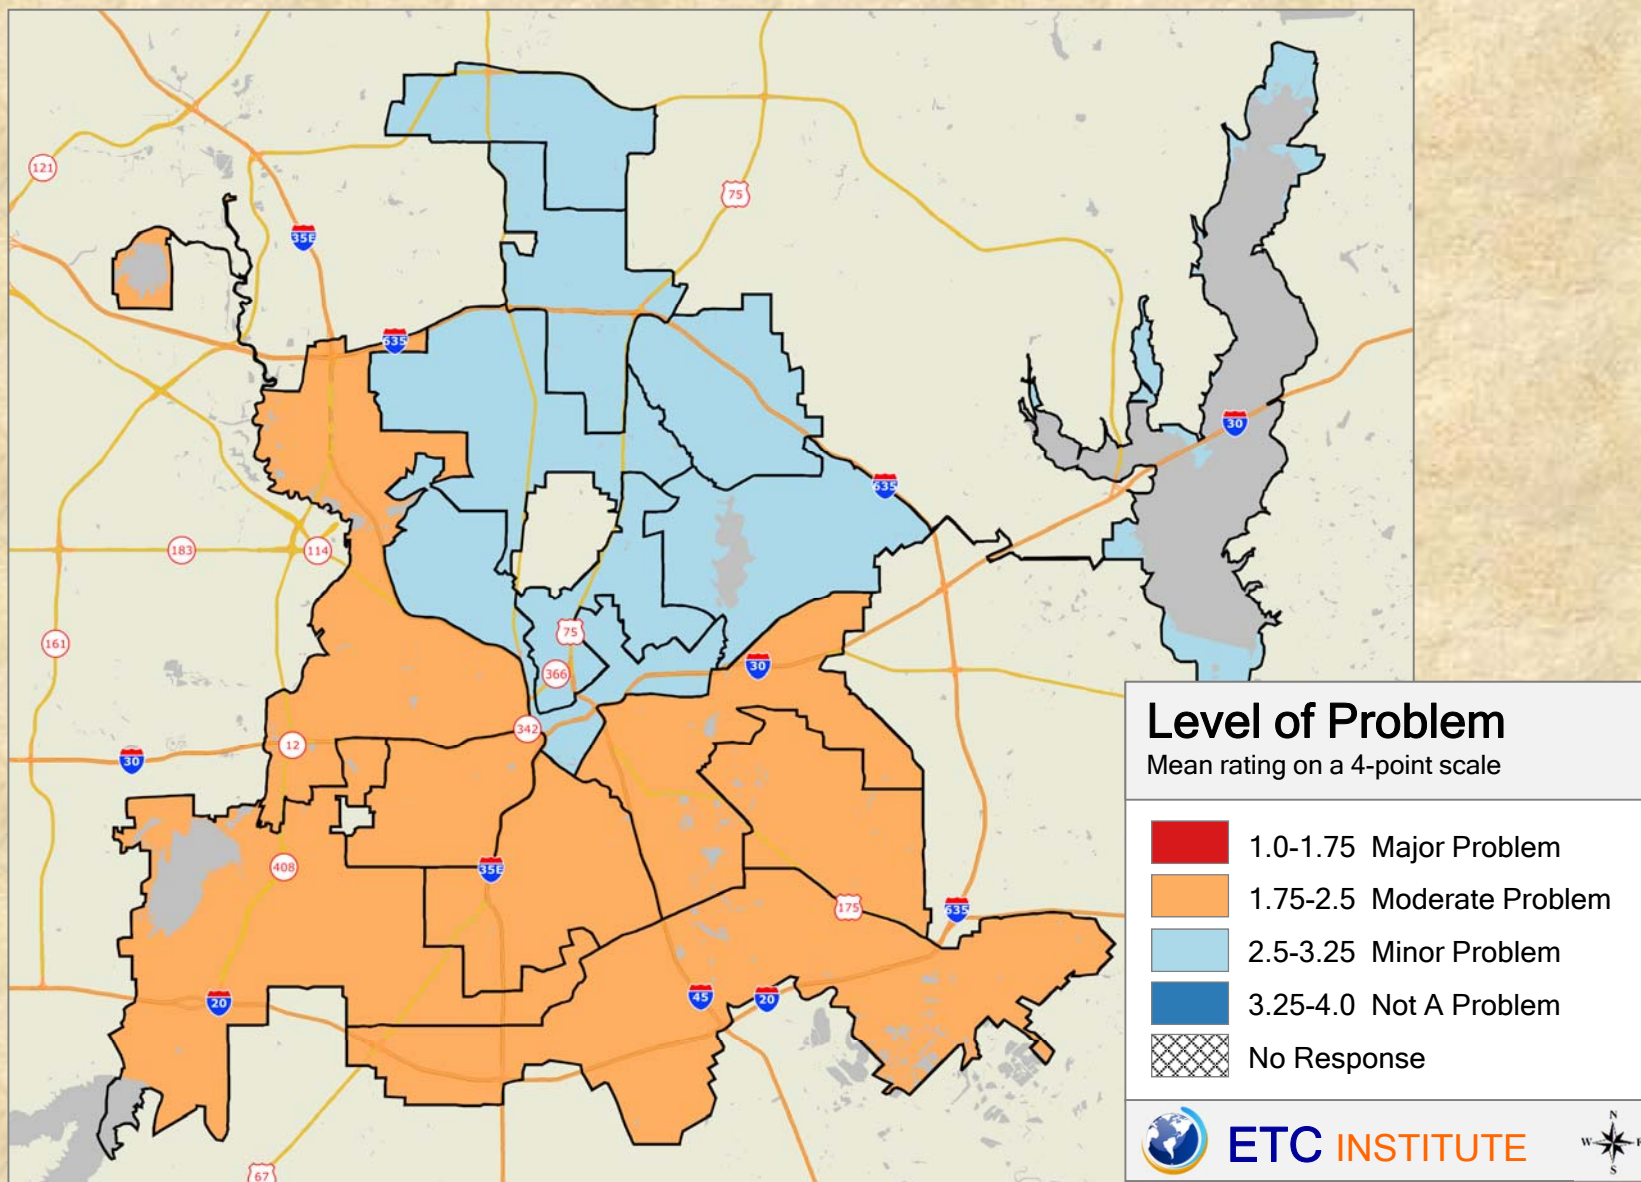 121
75
35E
635
30
635
183
114
161
75
366
30
342
12
30
408
35E
175
635
20
45
20
67
Level of Problem
Mean rating on a 4-point scale
1.0-1.75 Major Problem
1.75-2.5 Moderate Problem
2.5-3.25 Minor Problem
3.25-4.0 Not A Problem
No Response
ETC INSTITUTE
N
W E
S